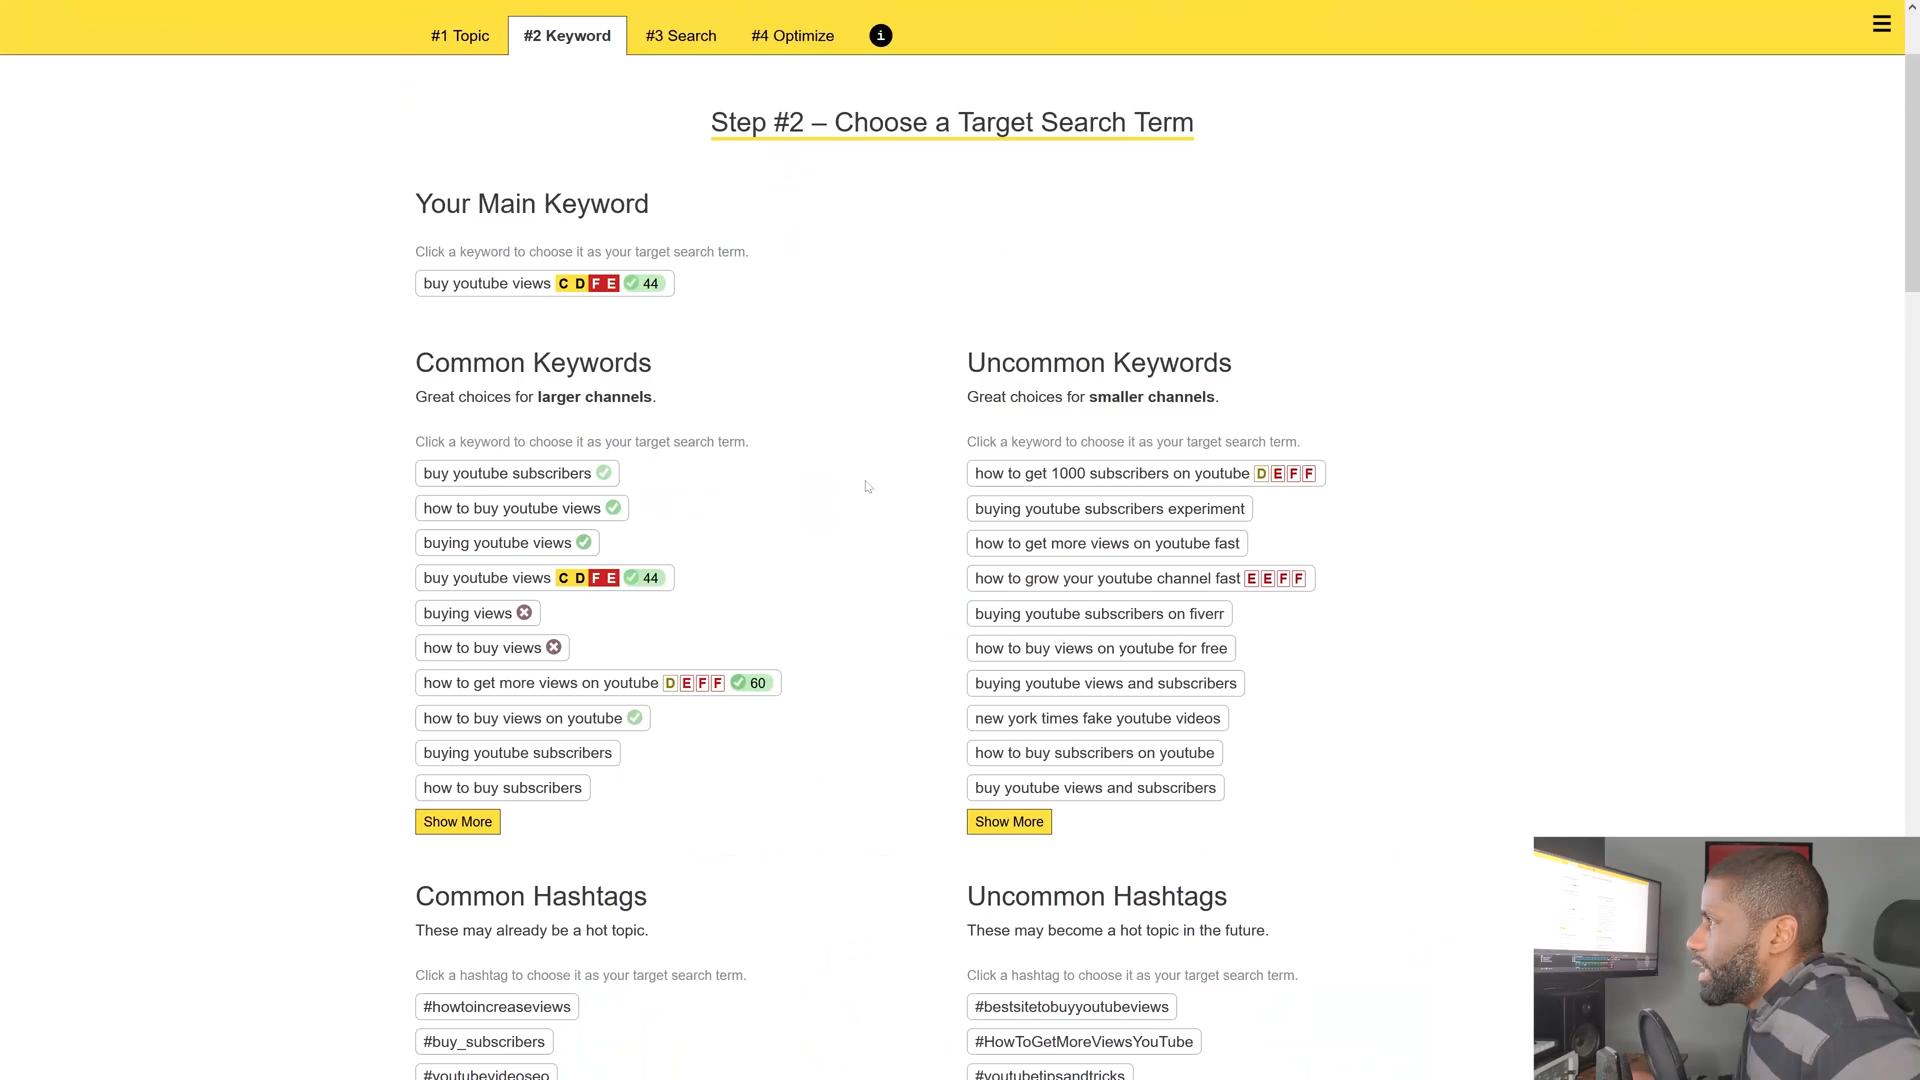 #1 Topic
#2 Keyword
#3 Search
#4 Optimize
i
Step #2 – Choose a Target Search Term
Your Main Keyword
Click a keyword to choose it as your target search term.
buy youtube views C D F E 44
Common Keywords
Great choices for larger channels.
Click a keyword to choose it as your target search term.
buy youtube subscribers
how to buy youtube views
buying youtube views
buy youtube views C D F E 44
buying views
how to buy views
how to get more views on youtube D E F F 60
how to buy views on youtube
buying youtube subscribers
how to buy subscribers
Show More
Uncommon Keywords
Great choices for smaller channels.
Click a keyword to choose it as your target search term.
how to get 1000 subscribers on youtube D E F F
buying youtube subscribers experiment
how to get more views on youtube fast
how to grow your youtube channel fast E E F F
buying youtube subscribers on fiverr
how to buy views on youtube for free
buying youtube views and subscribers
new york times fake youtube videos
how to buy subscribers on youtube
buy youtube views and subscribers
Show More
Common Hashtags
These may already be a hot topic.
Click a hashtag to choose it as your target search term.
#howtoincreaseviews
#buy_subscribers
#youtubevideoseo
Uncommon Hashtags
These may become a hot topic in the future.
Click a hashtag to choose it as your target search term.
#bestsitetobuyyoutubeviews
#HowToGetMoreViewsYouTube
#youtubetipsandtricks